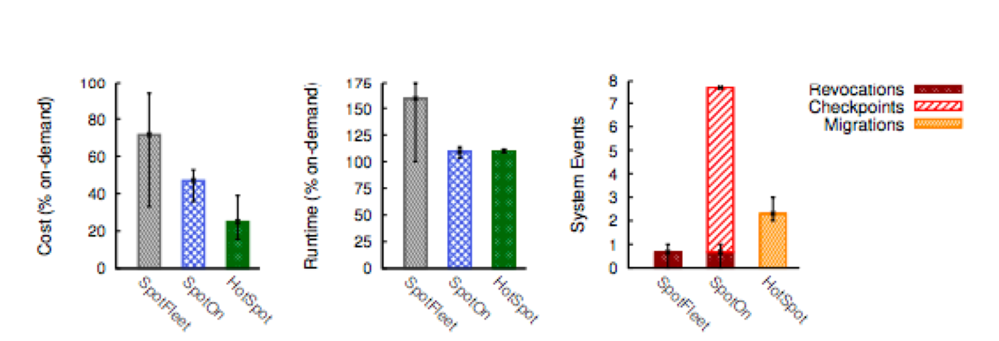 Cost (% on-demand)
100
80
60
40
20
0
SpotFleet
SpotOn
HotSpot
Runtime (% on-demand)
175
150
125
100
75
50
25
0
SpotFleet
SpotOn
HotSpot
System Events
8
7
6
5
4
3
2
1
0
SpotFleet
SpotOn
HotSpot
Revocations
Checkpoints
Migrations